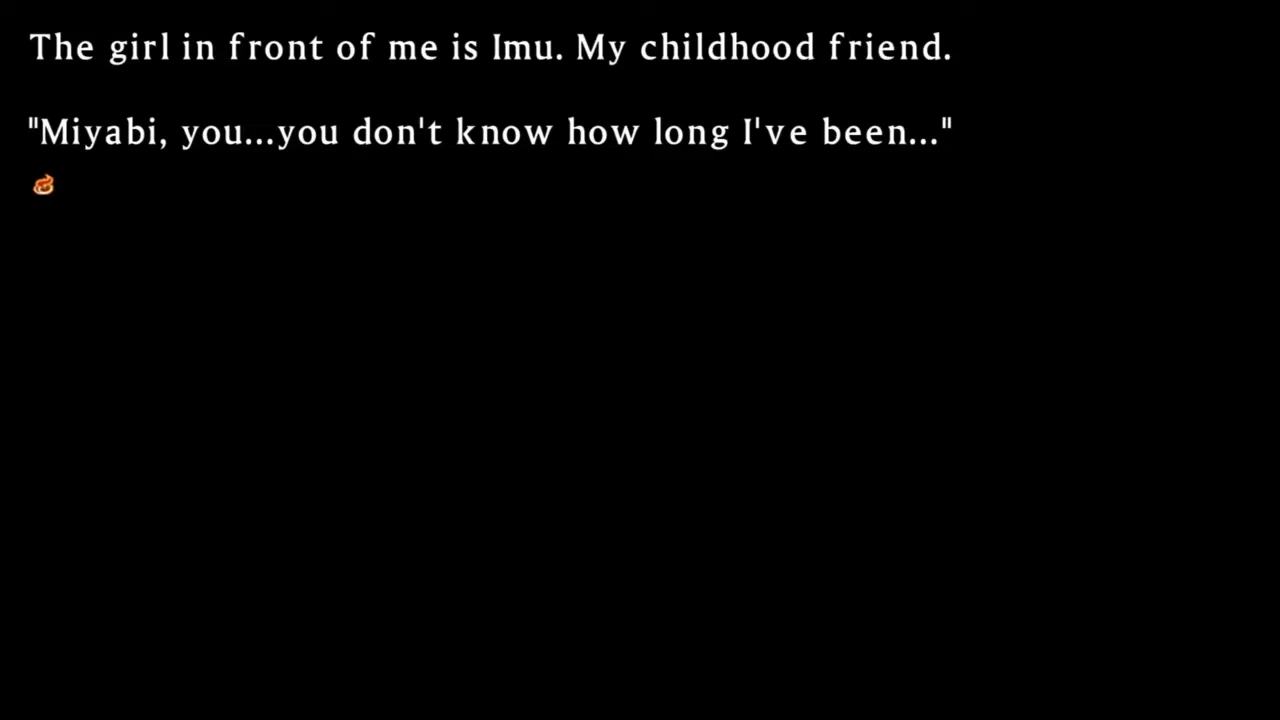 The girl in front of me is Imu. My childhood friend.
"Miyabi, you...you don't know how long I've been..."